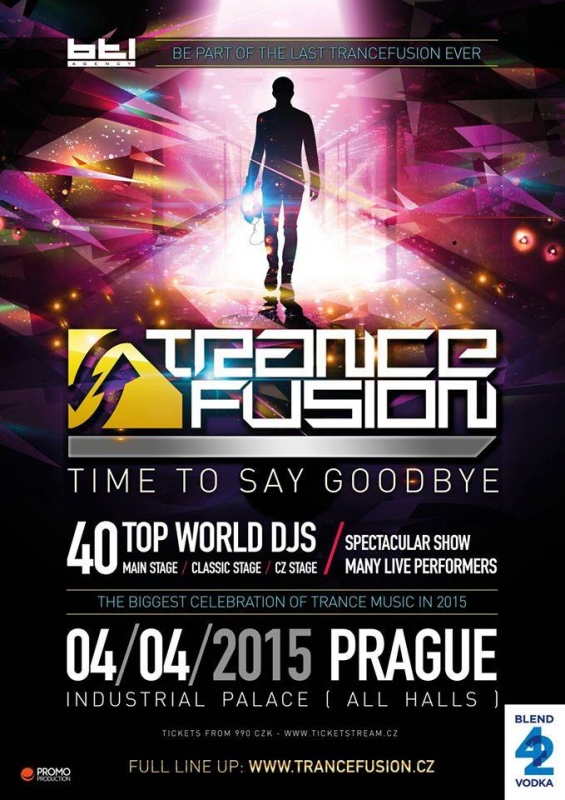 btl
AGENCY
BE PART OF THE LAST TRANCEFUSION EVER
TRANCE
FUSION
TIME TO SAY GOODBYE
40 TOP WORLD DJS
MAIN STAGE / CLASSIC STAGE / CZ STAGE
SPECTACULAR SHOW
MANY LIVE PERFORMERS
THE BIGGEST CELEBRATION OF TRANCE MUSIC IN 2015
04/04/2015 PRAGUE
INDUSTRIAL PALACE ( ALL HALLS )
TICKETS FROM 990 CZK - WWW.TICKETSTREAM.CZ
FULL LINE UP: WWW.TRANCEFUSION.CZ
PROMO
PRODUCTION
BLEND
42
VODKA